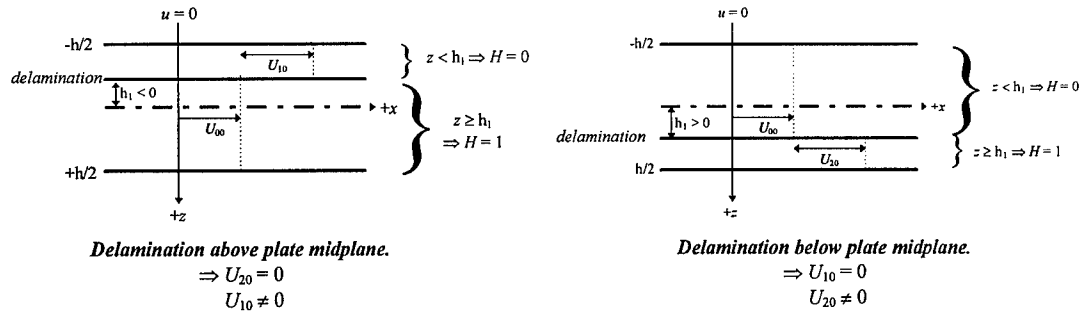 u = 0
-h/2
U₁₀
z < h₁ ⇒ H = 0
delamination
h₁ < 0
+x
U₀₀
z ≥ h₁
⇒ H = 1
+h/2
+z
Delamination above plate midplane.
⇒ U₂₀ = 0
U₁₀ ≠ 0
u = 0
-h/2
z < h₁ ⇒ H = 0
+x
h₁ > 0
U₀₀
delamination
U₂₀
z ≥ h₁ ⇒ H = 1
h/2
+z
Delamination below plate midplane.
⇒ U₁₀ = 0
U₂₀ ≠ 0